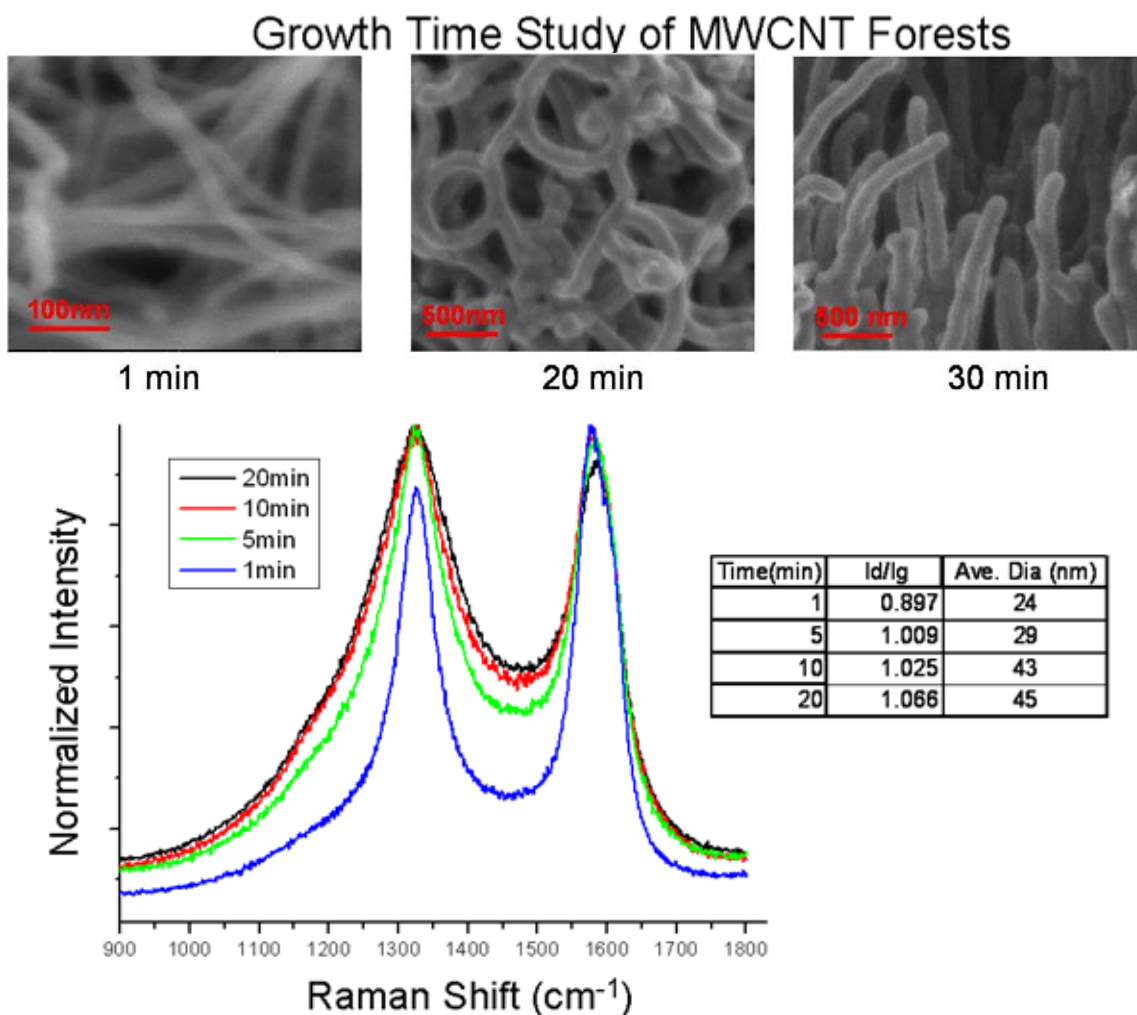 Growth Time Study of MWCNT Forests
100nm
500nm
500 nm
1 min
20 min
30 min
20min
10min
5min
1min
Normalized Intensity
Time(min) Id/Ig Ave. Dia (nm)
1 0.897 24
5 1.009 29
10 1.025 43
20 1.066 45
900 1000 1100 1200 1300 1400 1500 1600 1700 1800
Raman Shift (cm-1)